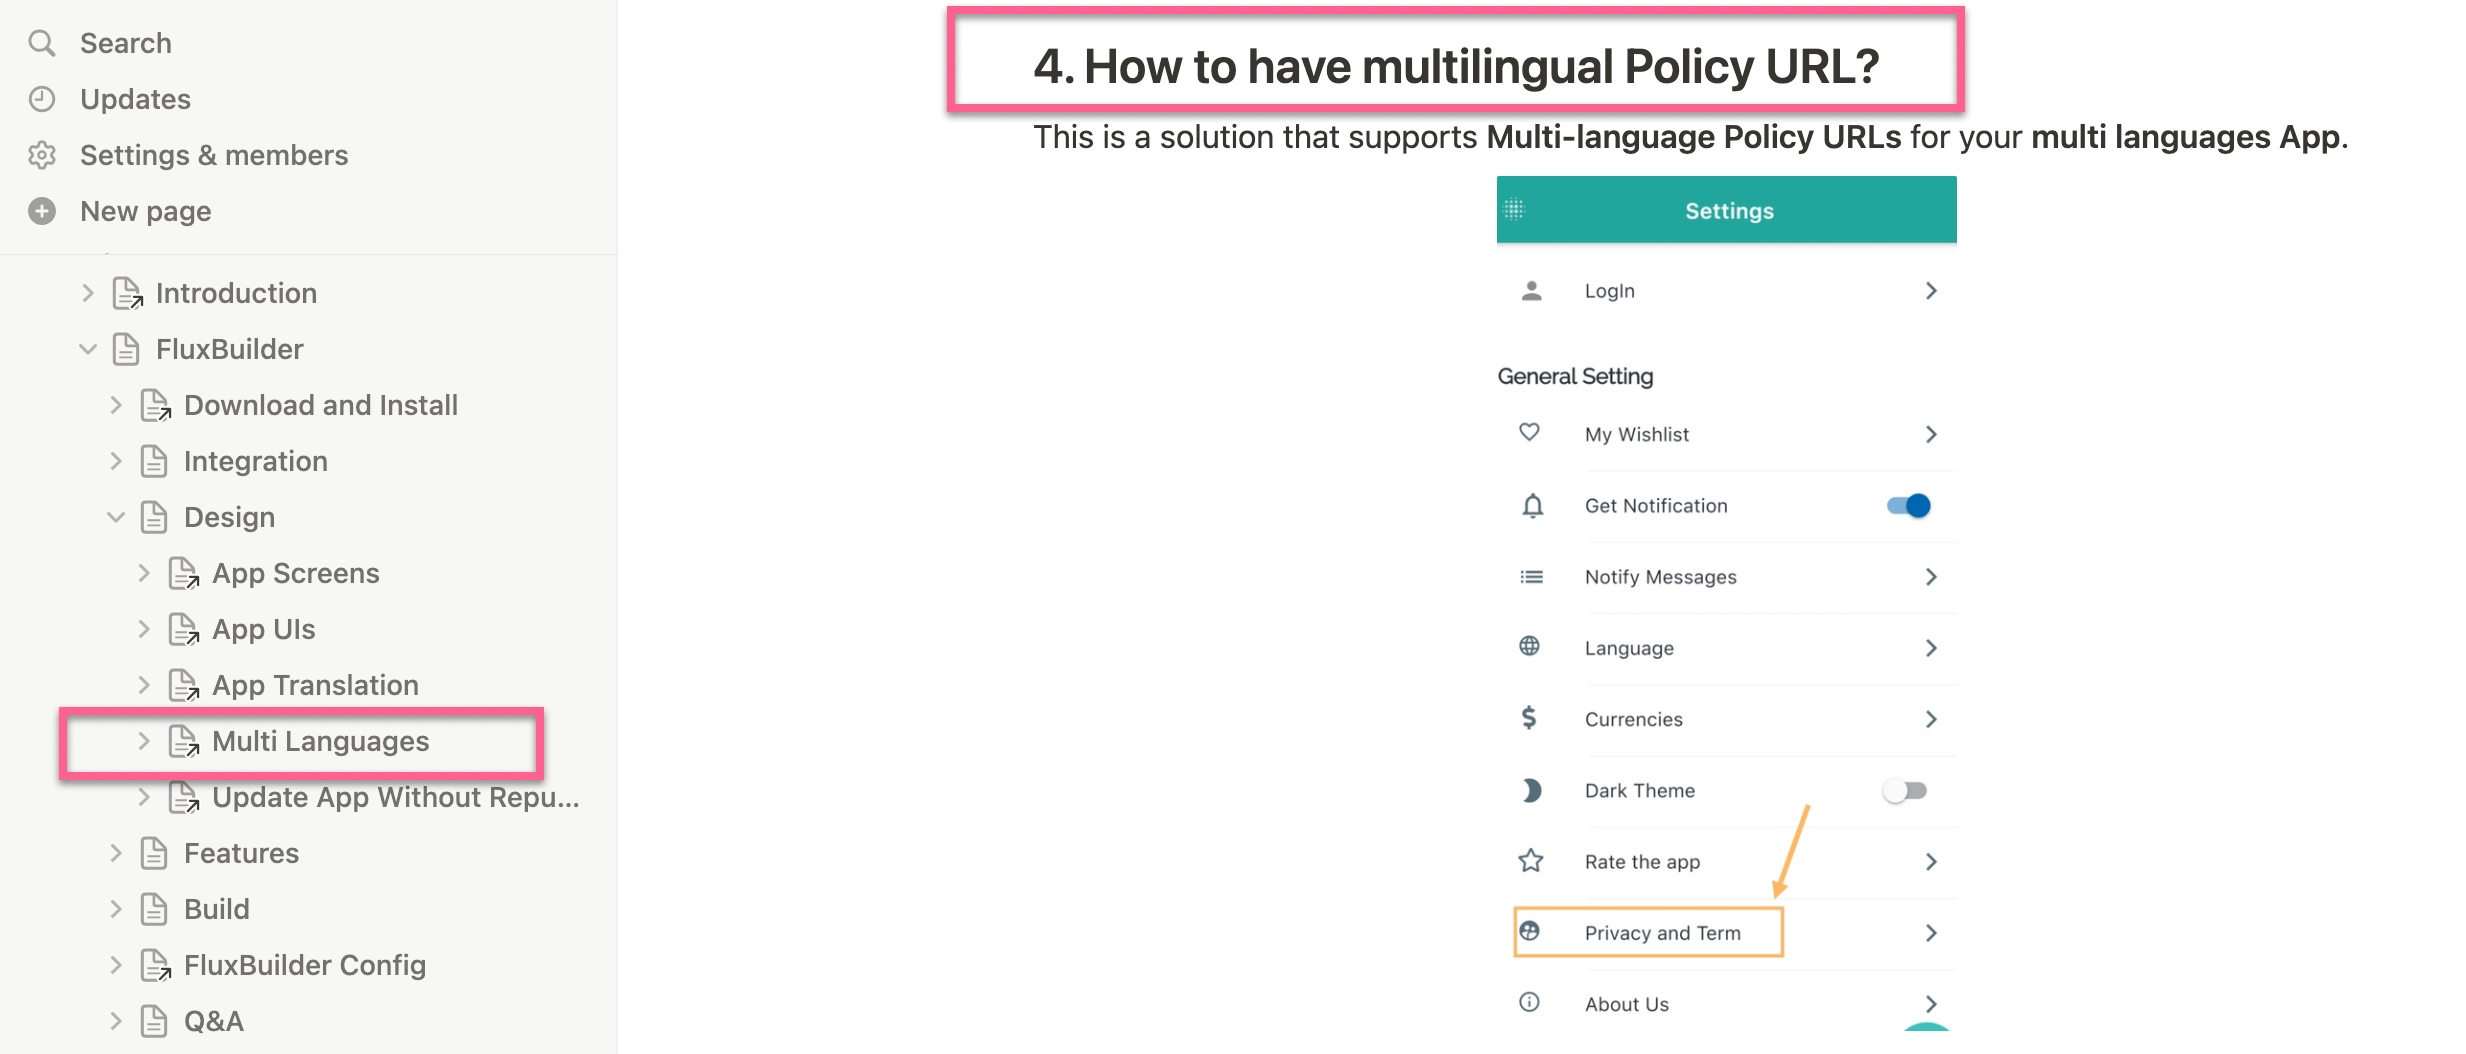 Search
Updates
Settings & members
New page
Introduction
FluxBuilder
Download and Install
Integration
Design
App Screens
App UIs
App Translation
Multi Languages
Update App Without Repu...
Features
Build
FluxBuilder Config
Q&A
4. How to have multilingual Policy URL?
This is a solution that supports Multi-language Policy URLs for your multi languages App.
Settings
LogIn
General Setting
My Wishlist
Get Notification
Notify Messages
Language
Currencies
Dark Theme
Rate the app
Privacy and Term
About Us